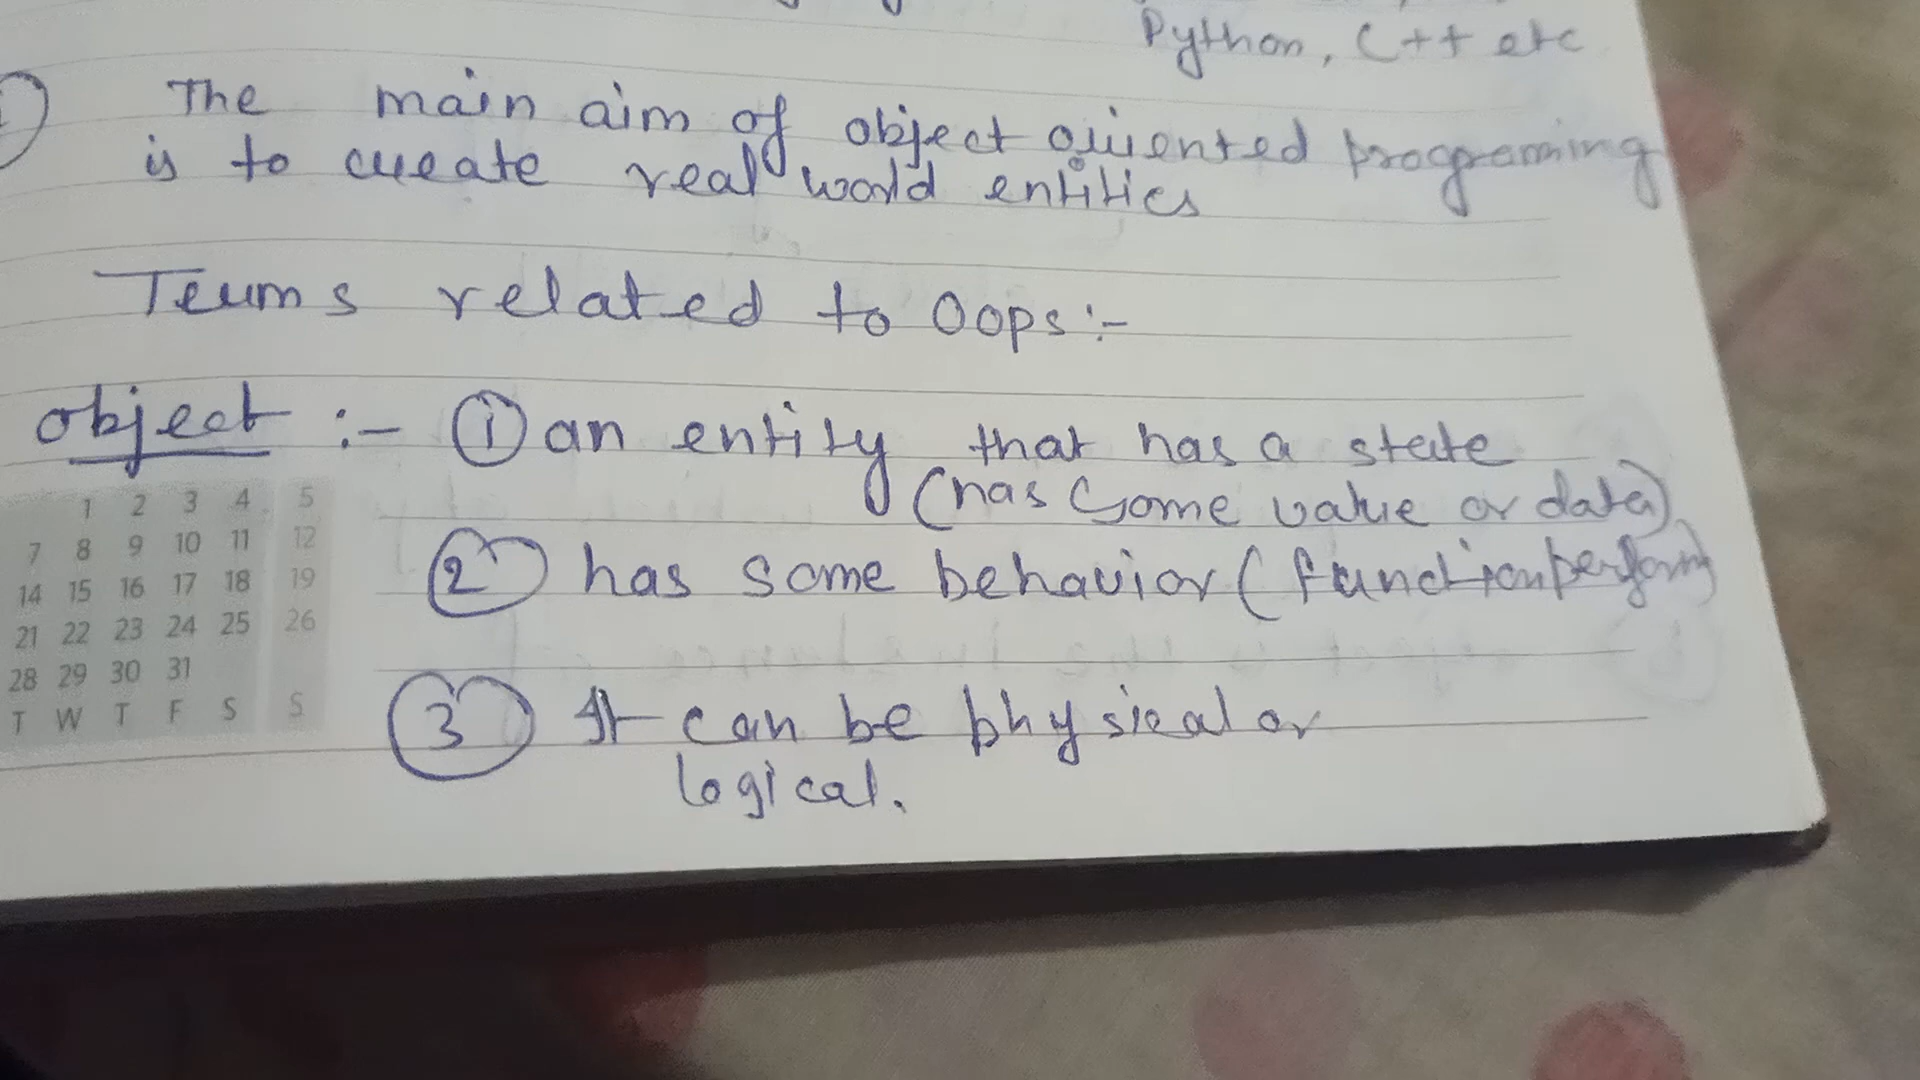 Python, C++ etc
The main aim of object oriented programing
is to create real world entities
Terms related to Oops:-
object :- ① an entity that has a state
(has some value or data)
② has some behavior (function perform)
③ It can be physical or
logical.
1 2 3 4 5
7 8 9 10 11 12
14 15 16 17 18 19
21 22 23 24 25 26
28 29 30 31
T W T F S S